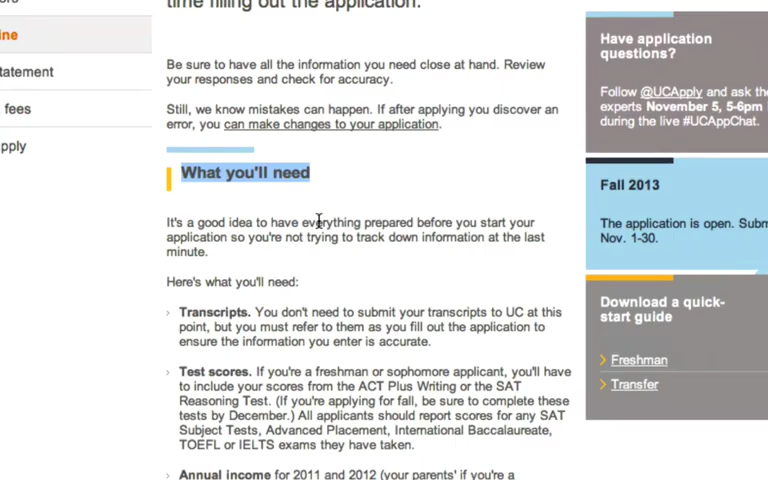 time filling out the application.
ine
tatement
fees
pply
Be sure to have all the information you need close at hand. Review
your responses and check for accuracy.
Still, we know mistakes can happen. If after applying you discover an
error, you can make changes to your application.
What you'll need
It's a good idea to have everything prepared before you start your
application so you're not trying to track down information at the last
minute.
Here's what you'll need:
› Transcripts. You don't need to submit your transcripts to UC at this
point, but you must refer to them as you fill out the application to
ensure the information you enter is accurate.
› Test scores. If you're a freshman or sophomore applicant, you'll have
to include your scores from the ACT Plus Writing or the SAT
Reasoning Test. (If you're applying for fall, be sure to complete these
tests by December.) All applicants should report scores for any SAT
Subject Tests, Advanced Placement, International Baccalaureate,
TOEFL or IELTS exams they have taken.
› Annual income for 2011 and 2012 (your parents' if you're a
Have application
questions?
Follow @UCApply and ask the
experts November 5, 5-6pm
during the live #UCAppChat.
Fall 2013
The application is open. Subm
Nov. 1-30.
Download a quick-
start guide
Freshman
Transfer